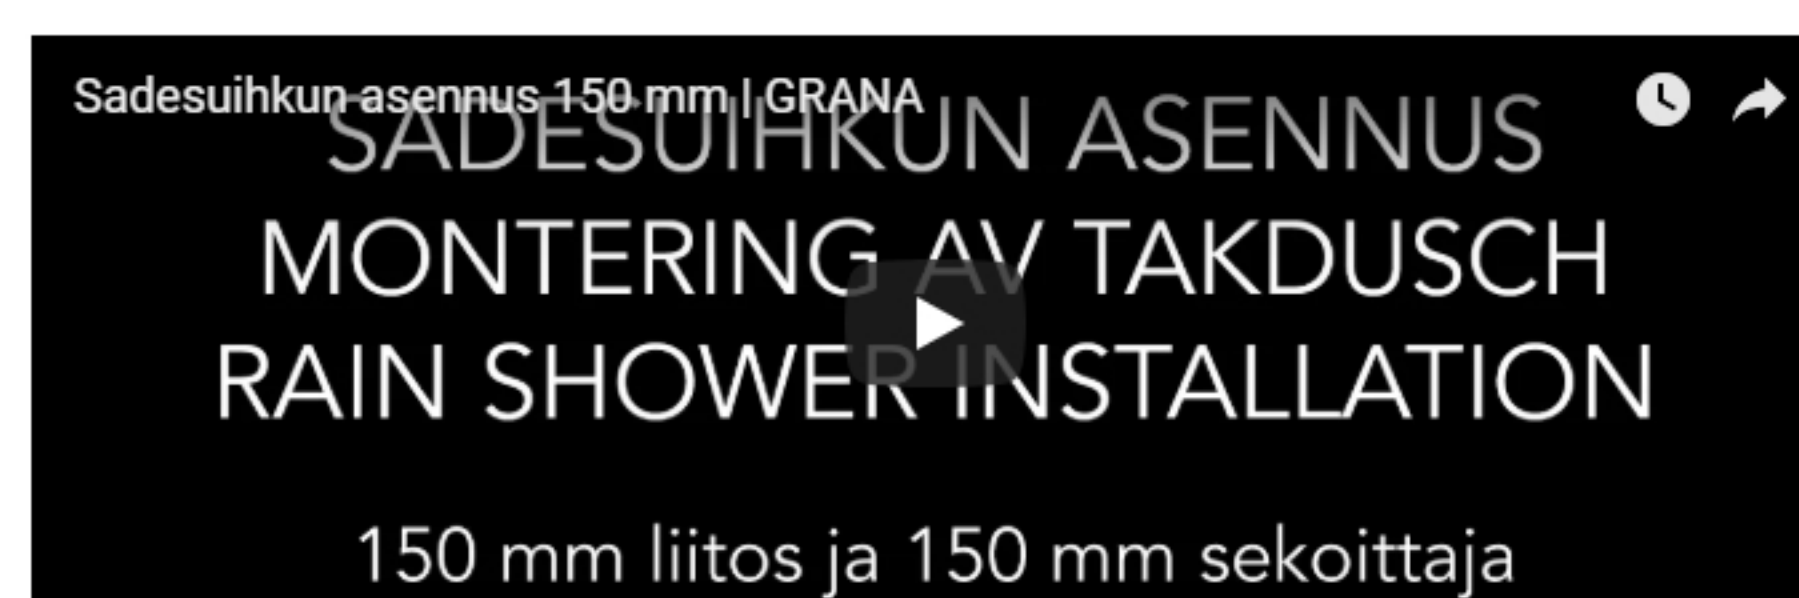 Sadesuihkun asennus 150 mm | GRANA
SADESUIHKUN ASENNUS
MONTERING AV TAKDUSCH
RAIN SHOWER INSTALLATION
150 mm liitos ja 150 mm sekoittaja